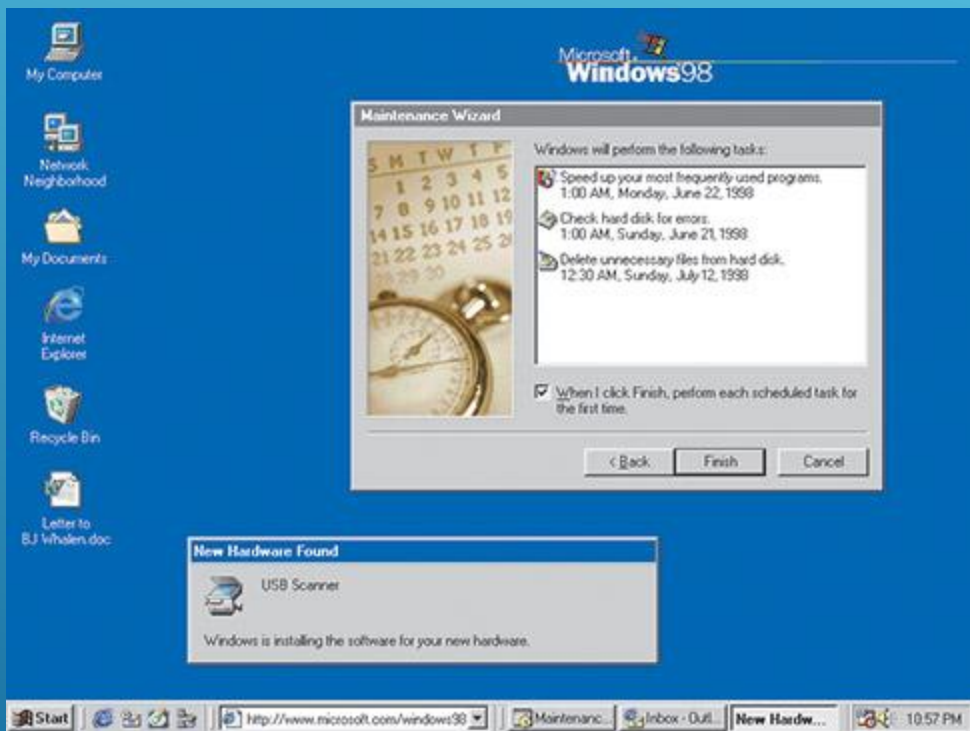 My Computer
Network
Neighborhood
My Documents
Internet
Explorer
Recycle Bin
Letter to
BJ Whalen.doc
Microsoft
Windows98
Maintenance Wizard
S M T W T F
1 2 3 4 5
7 8 9 10 11 12
14 15 16 17 18 19
21 22 23 24 25 26
28 29 30
Windows will perform the following tasks:
Speed up your most frequently used programs.
1:00 AM, Monday, June 22, 1998
Check hard disk for errors.
1:00 AM, Sunday, June 21, 1998
Delete unnecessary files from hard disk.
12:30 AM, Sunday, July 12, 1998
When I click Finish, perform each scheduled task for
the first time.
< Back
Finish
Cancel
New Hardware Found
USB Scanner
Windows is installing the software for your new hardware.
Start
http://www.microsoft.com/windows98
Maintenanc...
Inbox - Outl...
New Hardw...
10:57 PM